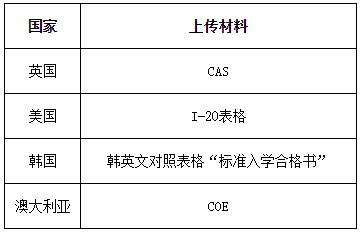 国家 上传材料
英国 CAS
美国 I-20表格
韩国 韩英文对照表格“标准入学合格书”
澳大利亚 COE